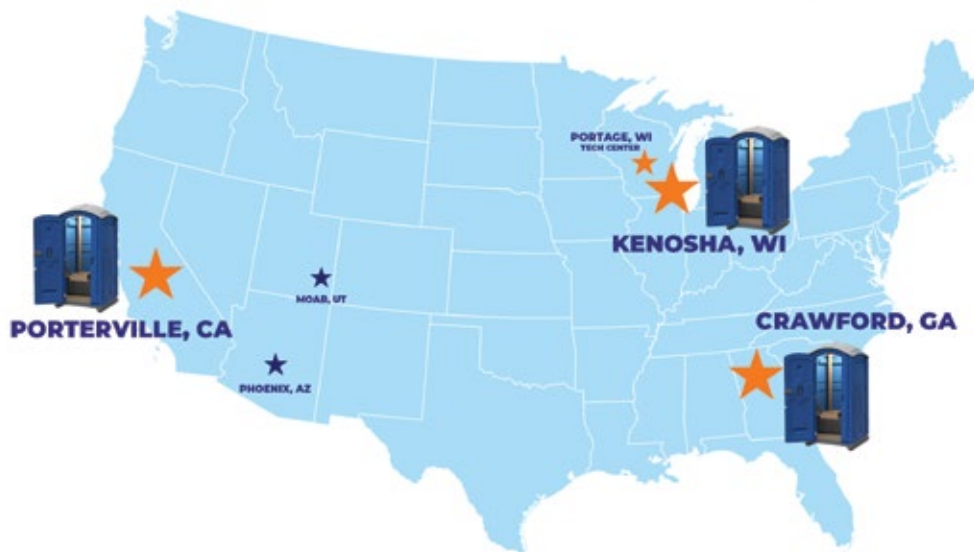 PORTAGE, WI
TECH CENTER
KENOSHA, WI
MOAB, UT
PORTERVILLE, CA
CRAWFORD, GA
PHOENIX, AZ